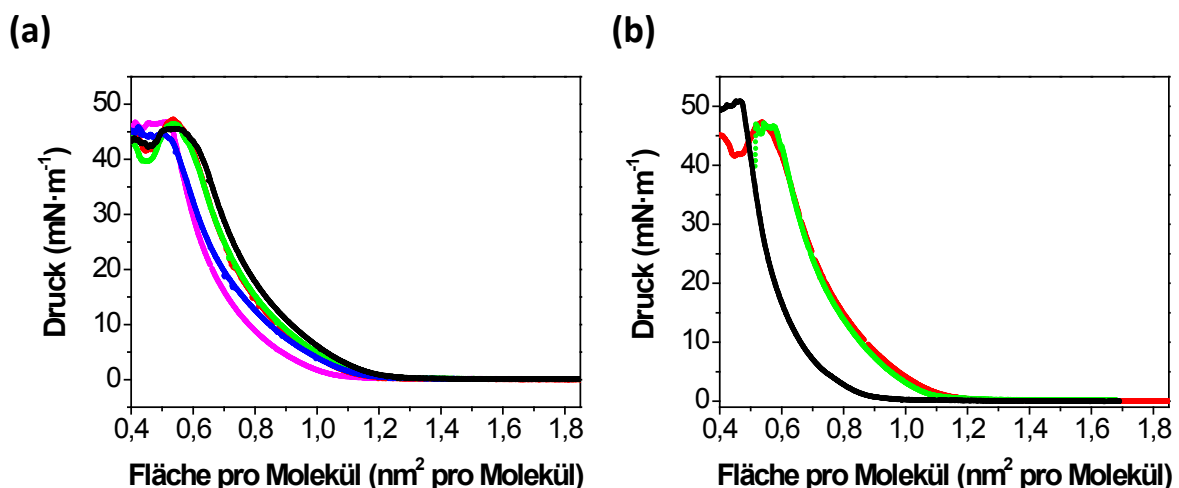 (a)
50
40
30
20
10
0
Druck (mN·m⁻¹)
0,4 0,6 0,8 1,0 1,2 1,4 1,6 1,8
Fläche pro Molekül (nm² pro Molekül)
(b)
50
40
30
20
10
0
Druck (mN·m⁻¹)
0,4 0,6 0,8 1,0 1,2 1,4 1,6 1,8
Fläche pro Molekül (nm² pro Molekül)